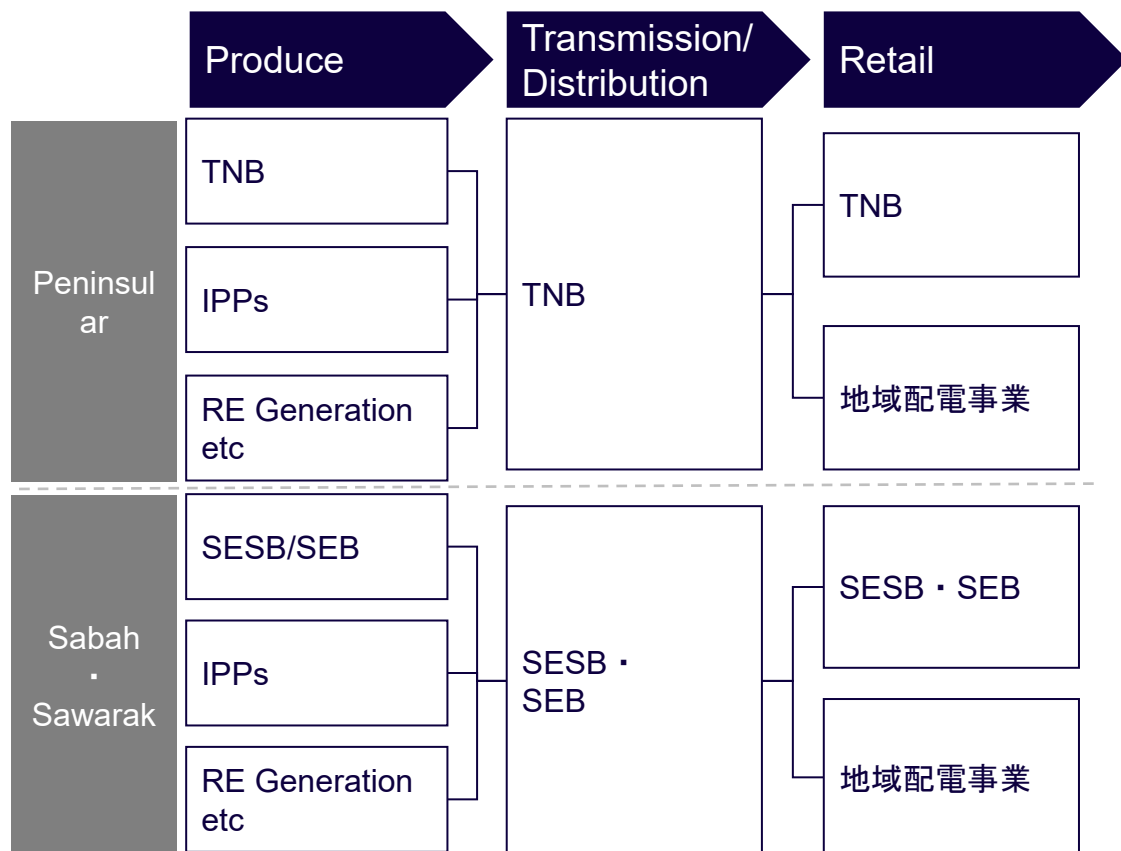 Produce
Transmission/
Distribution
Retail
Peninsul
ar
TNB
IPPs
RE Generation
etc
TNB
TNB
地域配電事業
Sabah
・
Sawarak
SESB/SEB
IPPs
RE Generation
etc
SESB・
SEB
SESB・SEB
地域配電事業